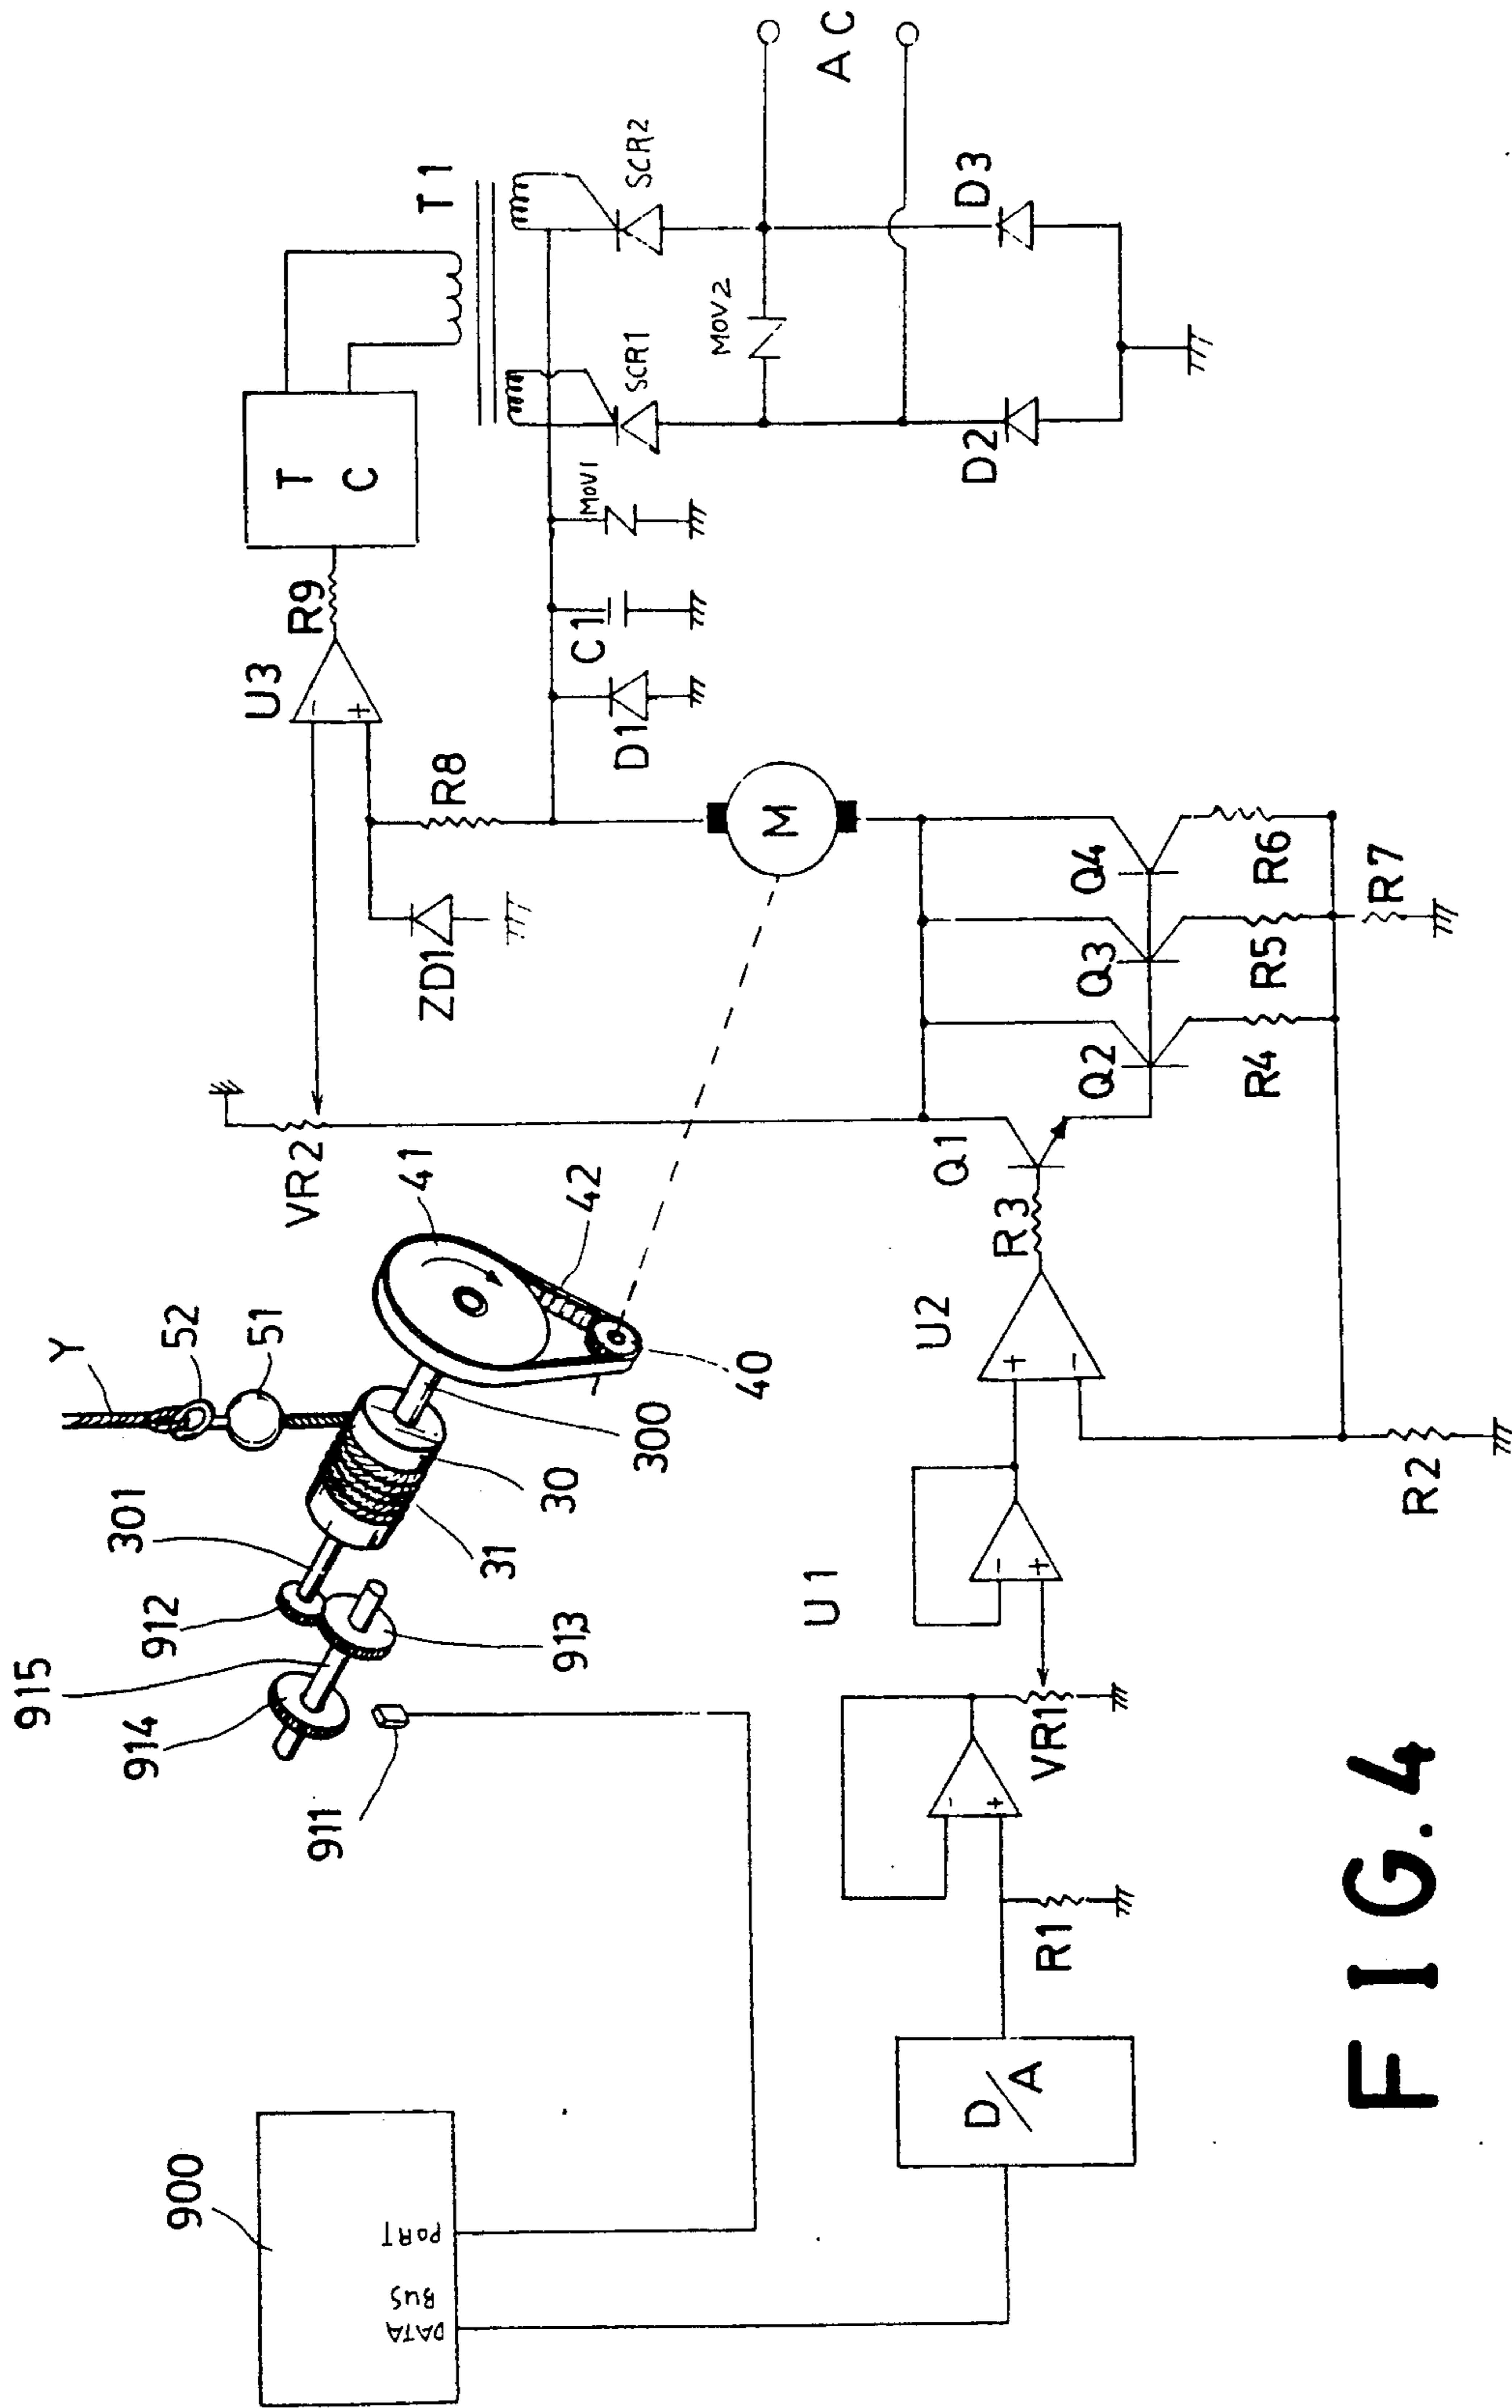 900
DATA
BUS
PORT
D/A
R1
VR1
U1
U2
R2
R3
Q1
Q2
Q3
Q4
R4
R5
R6
R7
M
911
914
915
912
913
301
31
30
300
Y
52
51
40
41
42
VR2
ZD1
R8
U3
R9
T C
T1
D1
C1
MOV1
SCR1
SCR2
MOV2
D2
D3
A C
FIG.4